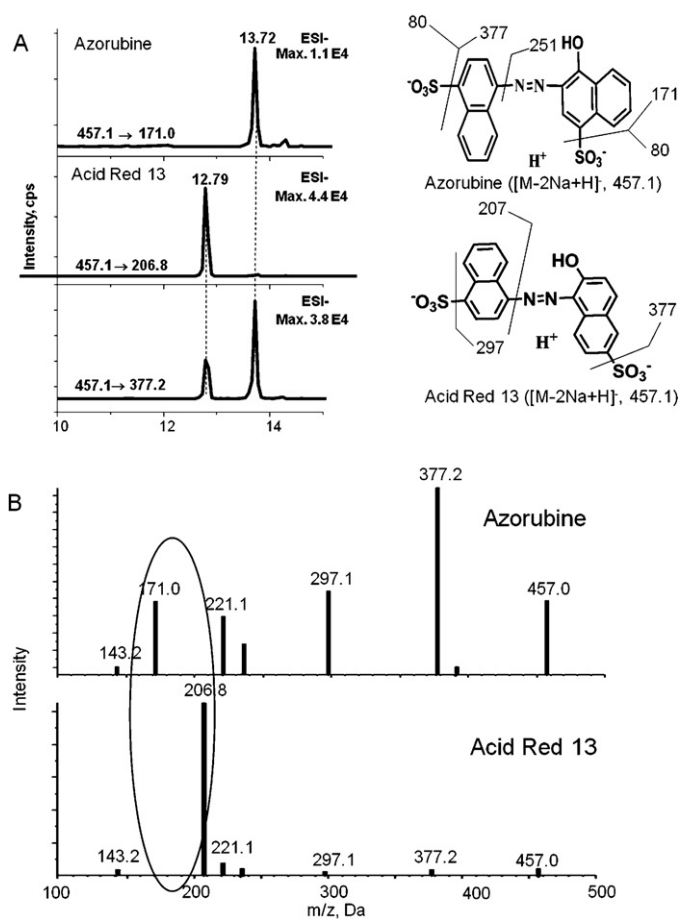 A
Azorubine
13.72
ESI-
Max. 1.1 E4
457.1 → 171.0
Acid Red 13
12.79
ESI-
Max. 4.4 E4
457.1 → 206.8
ESI-
Max. 3.8 E4
457.1 → 377.2
Intensity, cps
10 12 14
80
377
251
HO
⁻O₃S
N=N
171
SO₃⁻
80
H⁺
Azorubine ([M-2Na+H]⁻, 457.1)
207
HO
⁻O₃S
N=N
377
297
H⁺
SO₃⁻
Acid Red 13 ([M-2Na+H]⁻, 457.1)
B
377.2
Azorubine
171.0
297.1
457.0
221.1
143.2
Intensity
206.8
Acid Red 13
143.2
221.1
297.1
377.2
457.0
100 200 300 400 500
m/z, Da